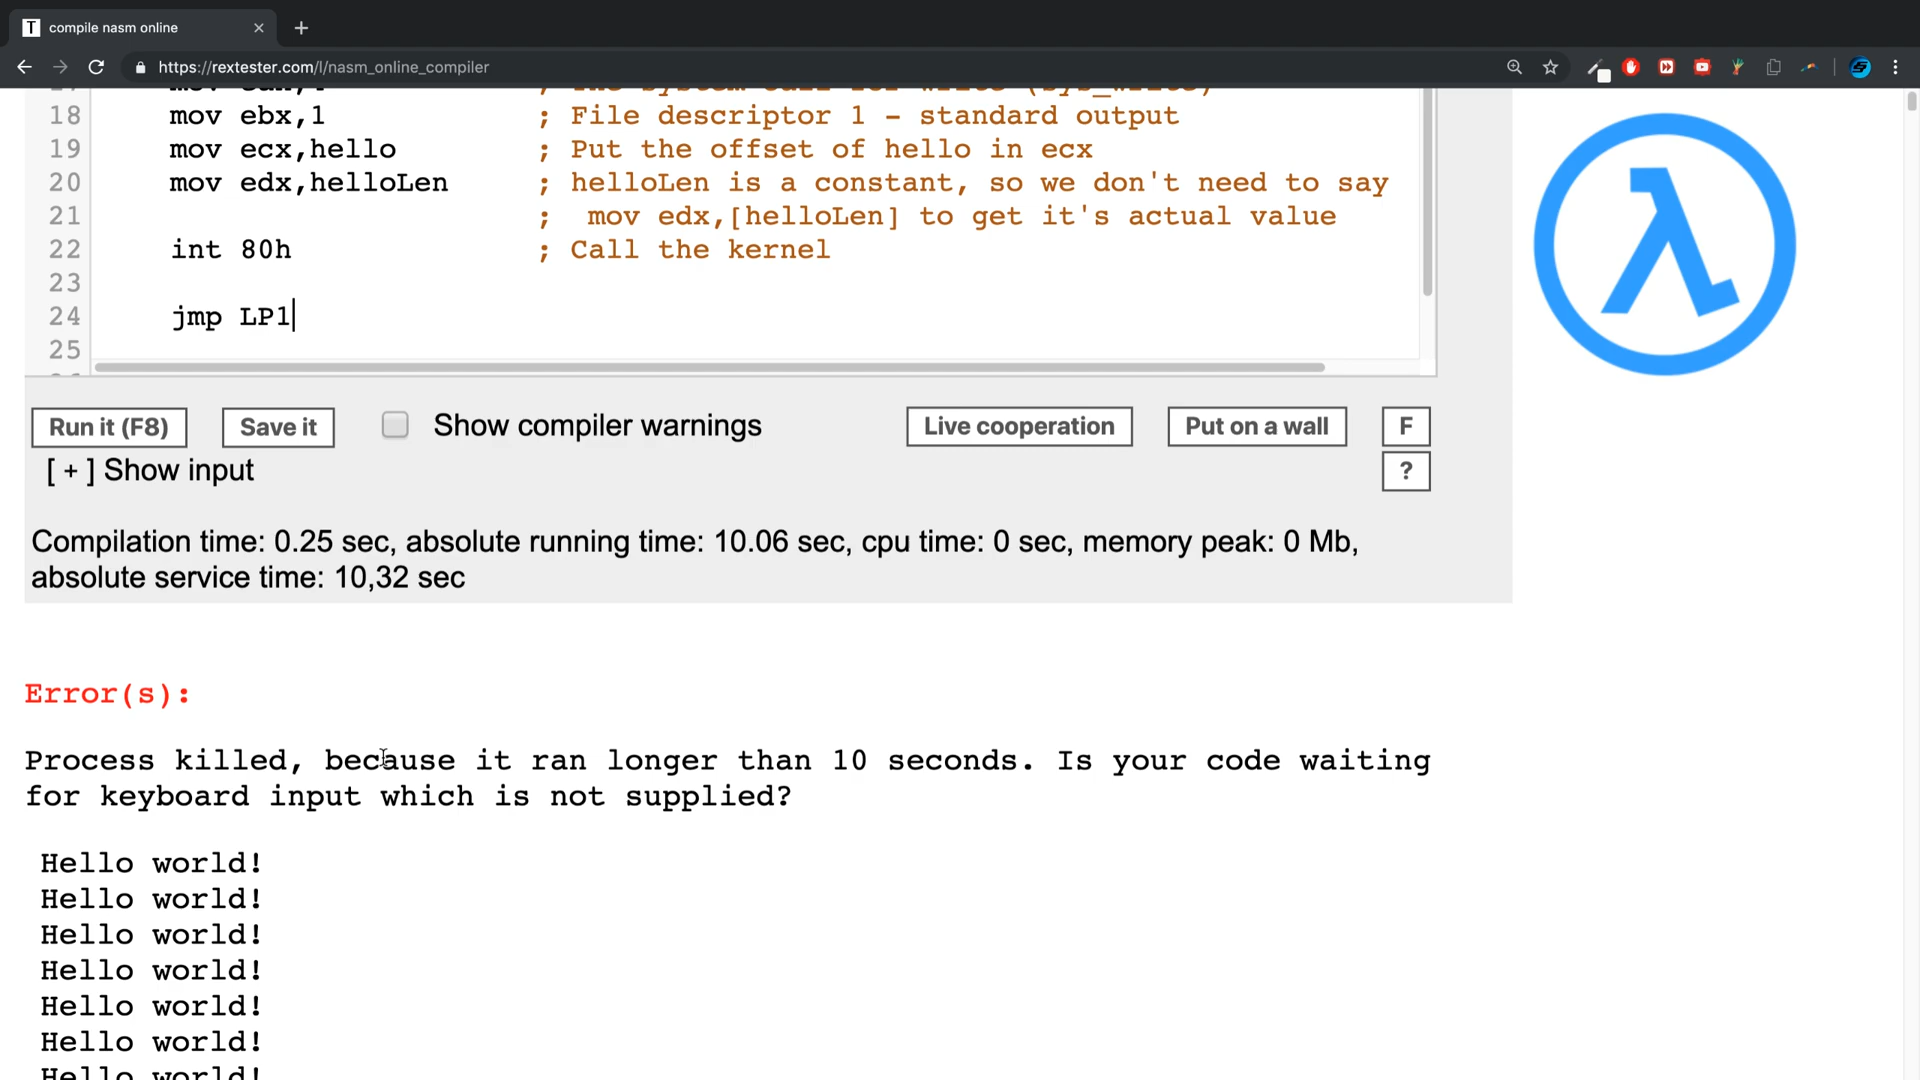 compile nasm online
https://rextester.com/l/nasm_online_compiler
18 mov ebx,1 ; File descriptor 1 - standard output
19 mov ecx,hello ; Put the offset of hello in ecx
20 mov edx,helloLen ; helloLen is a constant, so we don't need to say
21 ; mov edx,[helloLen] to get it's actual value
22 int 80h ; Call the kernel
23
24 jmp LP1
25
Run it (F8) Save it Show compiler warnings Live cooperation Put on a wall F
[ + ] Show input ?
Compilation time: 0.25 sec, absolute running time: 10.06 sec, cpu time: 0 sec, memory peak: 0 Mb,
absolute service time: 10,32 sec
Error(s):
Process killed, because it ran longer than 10 seconds. Is your code waiting
for keyboard input which is not supplied?
Hello world!
Hello world!
Hello world!
Hello world!
Hello world!
Hello world!
Hello world!